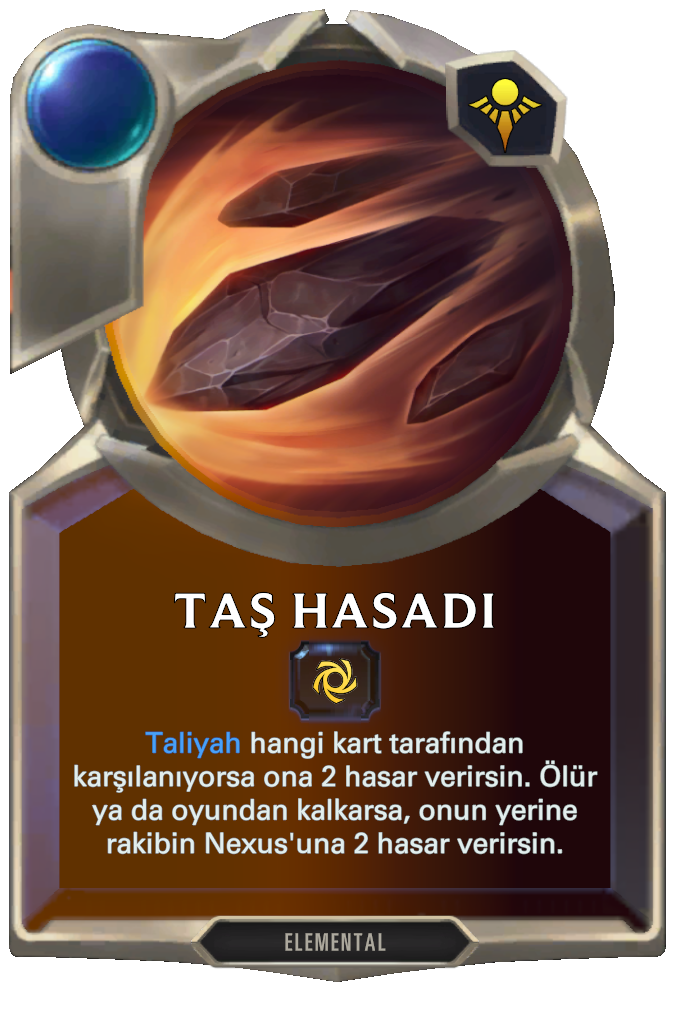 TAŞ HASADI
Taliyah hangi kart tarafından
karşılanıyorsa ona 2 hasar verirsin. Ölür
ya da oyundan kalkarsa, onun yerine
rakibin Nexus'una 2 hasar verirsin.
ELEMENTAL